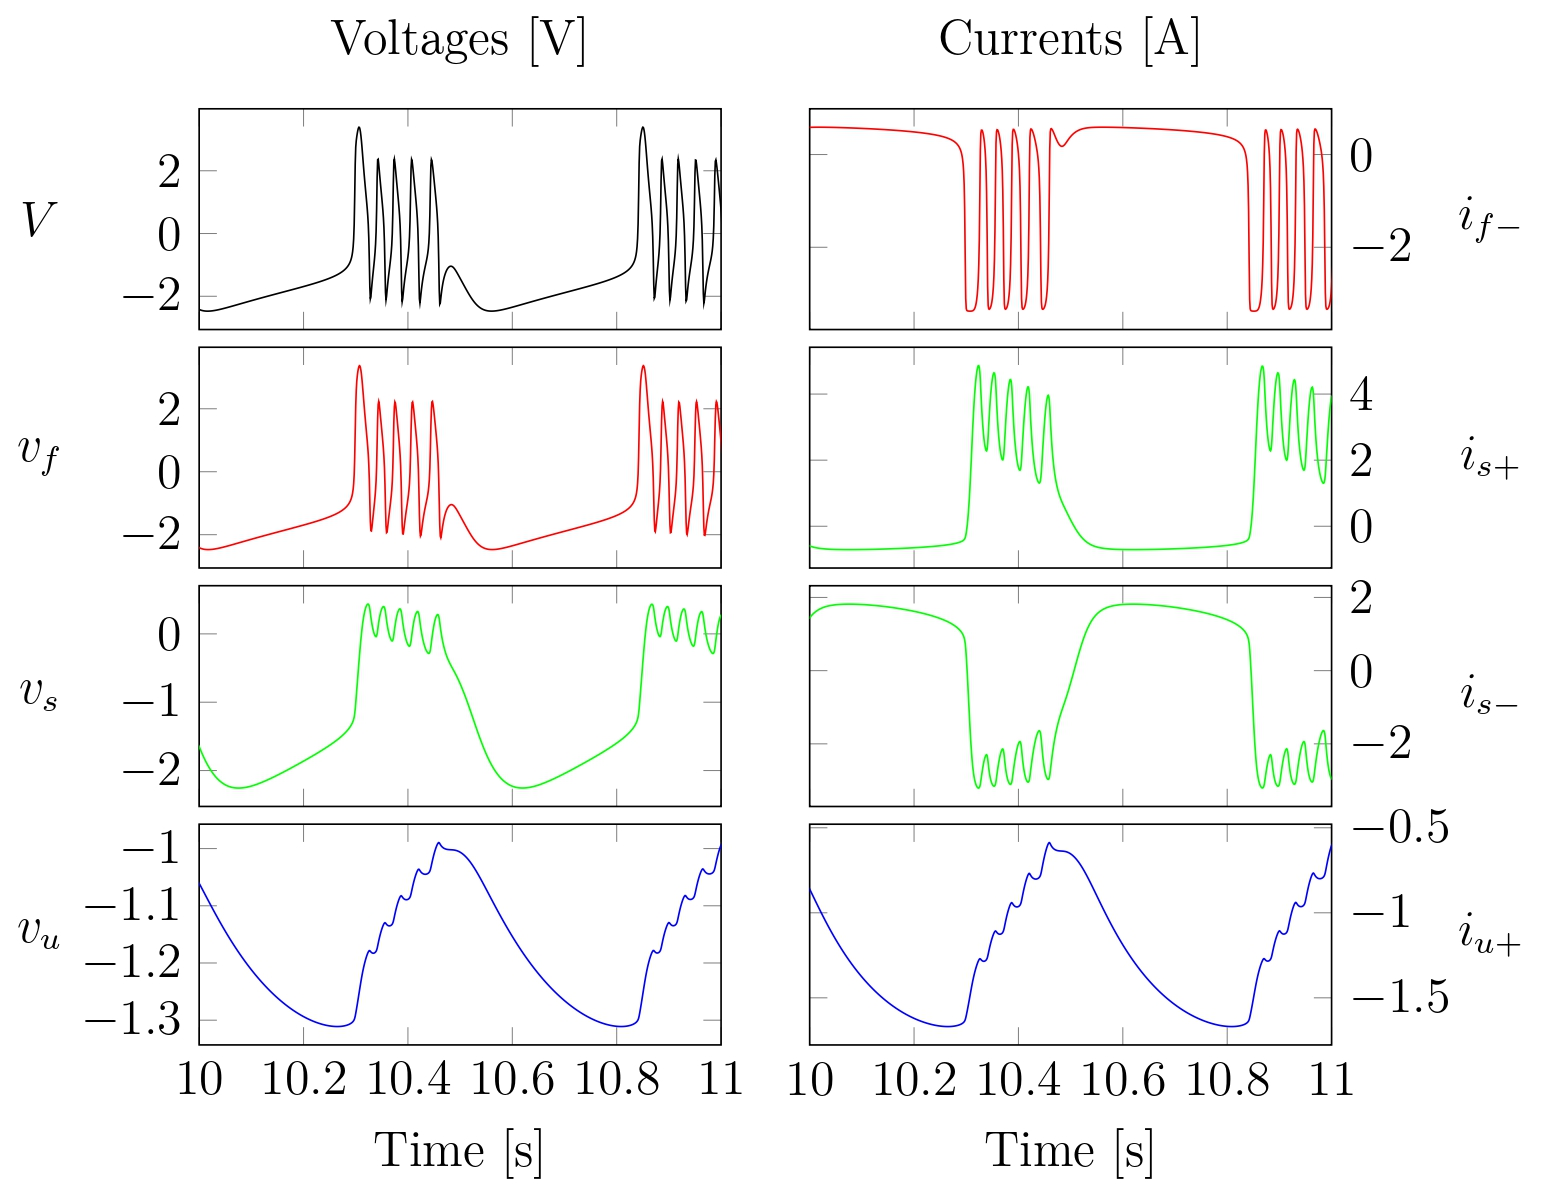 Voltages [V] Currents [A]
V 2 0 −2 0 −2 i_{f−}
v_f 2 0 −2 4 2 0 i_{s+}
v_s 0 −1 −2 2 0 −2 i_{s−}
v_u −1 −1.1 −1.2 −1.3 −0.5 −1 −1.5 i_{u+}
10 10.2 10.4 10.6 10.8 11 10 10.2 10.4 10.6 10.8 11
Time [s] Time [s]